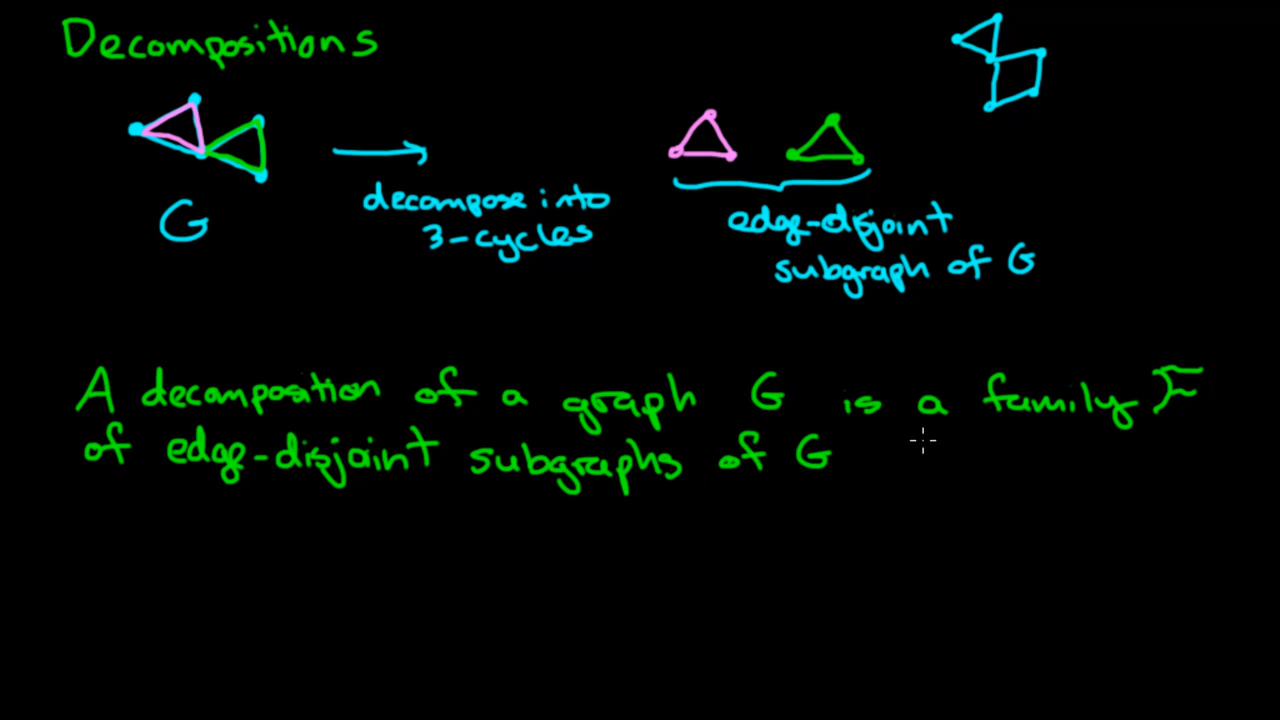 Decompositions
G
decompose into
3-cycles
edge-disjoint
subgraph of G
A decomposition of a graph G is a family F
of edge-disjoint subgraphs of G